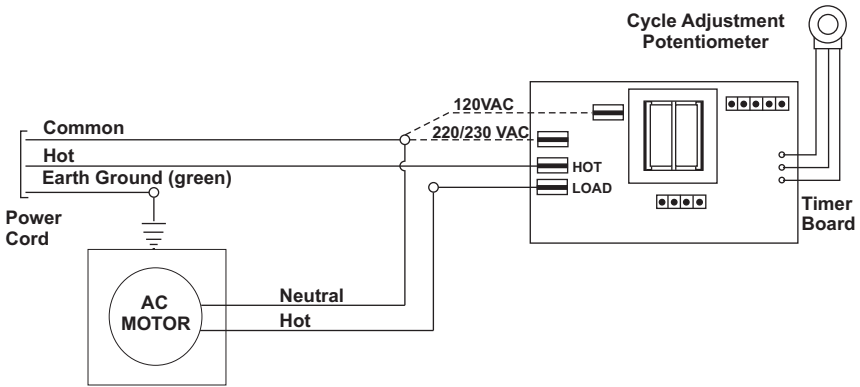 Cycle Adjustment
Potentiometer
120VAC
Common
220/230 VAC
Hot
HOT
Earth Ground (green)
LOAD
Power
Cord
Timer
Board
AC
MOTOR
Neutral
Hot